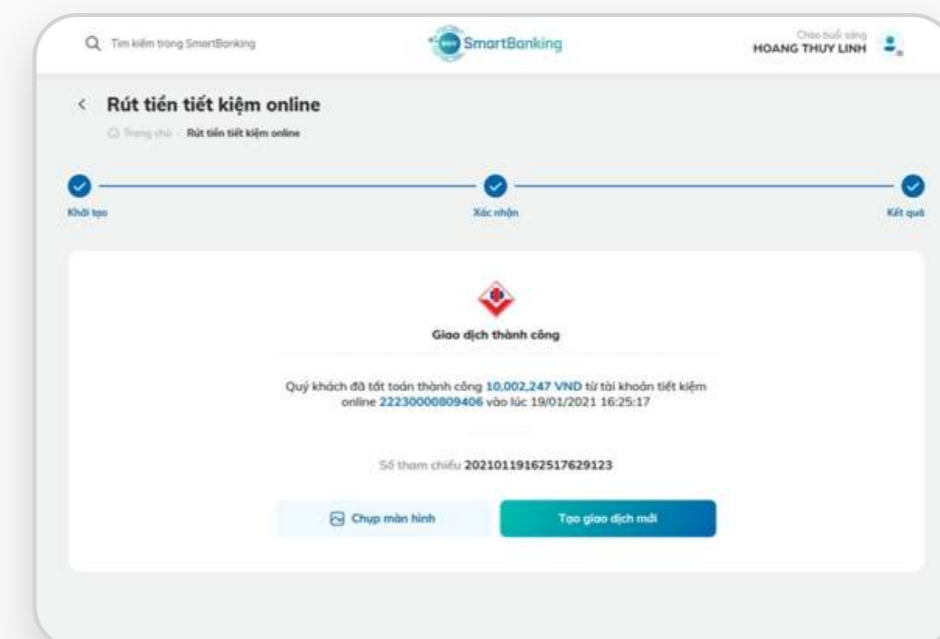 Tìm kiếm trong SmartBanking
SmartBanking
Chào buổi sáng
HOANG THUY LINH
Rút tiền tiết kiệm online
Trang chủ / Rút tiền tiết kiệm online
Khởi tạo
Xác nhận
Kết quả
Giao dịch thành công
Quý khách đã tất toán thành công 10,002,247 VND từ tài khoản tiết kiệm
online 22230000809406 vào lúc 19/01/2021 16:25:17
Số tham chiếu 20210119162517629123
Chụp màn hình
Tạo giao dịch mới